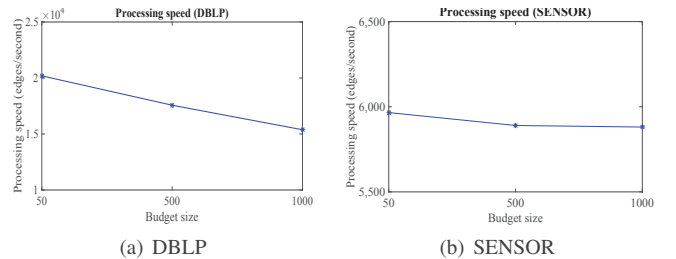 Processing speed (DBLP)
2.5 ×10⁴
2
1.5
1
50
500
1000
Processing speed (edges/second)
Budget size
(a) DBLP
Processing speed (SENSOR)
6,500
6,000
5,500
50
500
1000
Processing speed (edges/second)
Budget size
(b) SENSOR